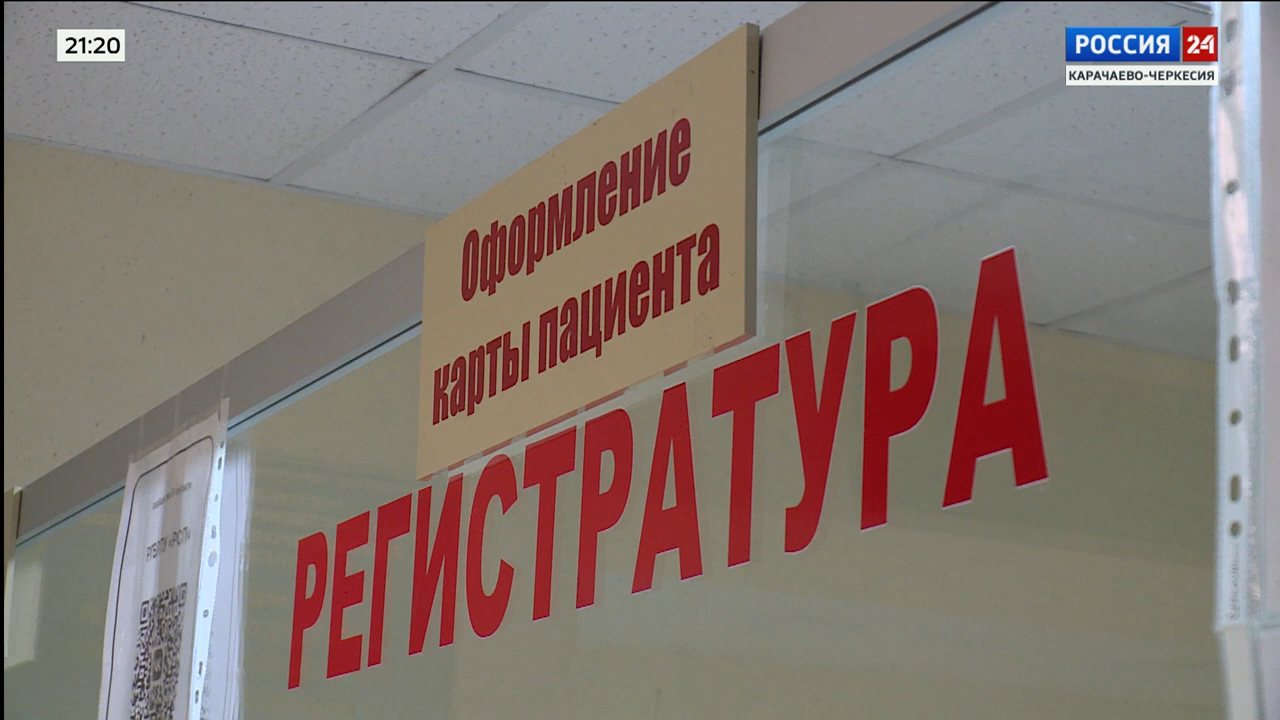 21:20
РОССИЯ 24
КАРАЧАЕВО-ЧЕРКЕСИЯ
Оформление
карты пациента
РЕГИСТРАТУРА